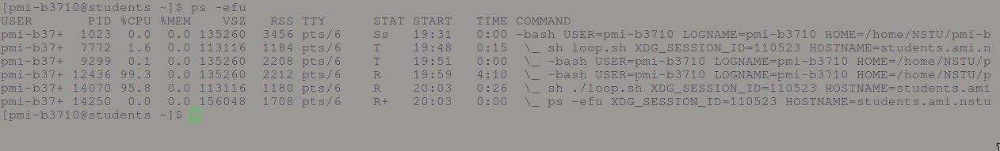 [pmi-b3710@students ~]$ ps -efu
USER       PID %CPU %MEM    VSZ   RSS TTY      STAT START   TIME COMMAND
pmi-b37+  1023  0.0  0.0 135260  3456 pts/6    Ss   19:31   0:00 -bash USER=pmi-b3710 LOGNAME=pmi-b3710 HOME=/home/NSTU/pmi-b
pmi-b37+  7772  1.6  0.0 113116  1184 pts/6    T    19:48   0:15  \_ sh loop.sh XDG_SESSION_ID=110523 HOSTNAME=students.ami.n
pmi-b37+  9299  0.1  0.0 135260  2208 pts/6    T    19:51   0:00  \_ -bash USER=pmi-b3710 LOGNAME=pmi-b3710 HOME=/home/NSTU/p
pmi-b37+ 12436 99.3  0.0 135260  2212 pts/6    R    19:59   4:10  \_ -bash USER=pmi-b3710 LOGNAME=pmi-b3710 HOME=/home/NSTU/p
pmi-b37+ 14070 95.8  0.0 113116  1180 pts/6    R    20:03   0:26  \_ sh ./loop.sh XDG_SESSION_ID=110523 HOSTNAME=students.ami
pmi-b37+ 14250  0.0  0.0 156048  1708 pts/6    R+   20:03   0:00  \_ ps -efu XDG_SESSION_ID=110523 HOSTNAME=students.ami.nstu
[pmi-b3710@students ~]$